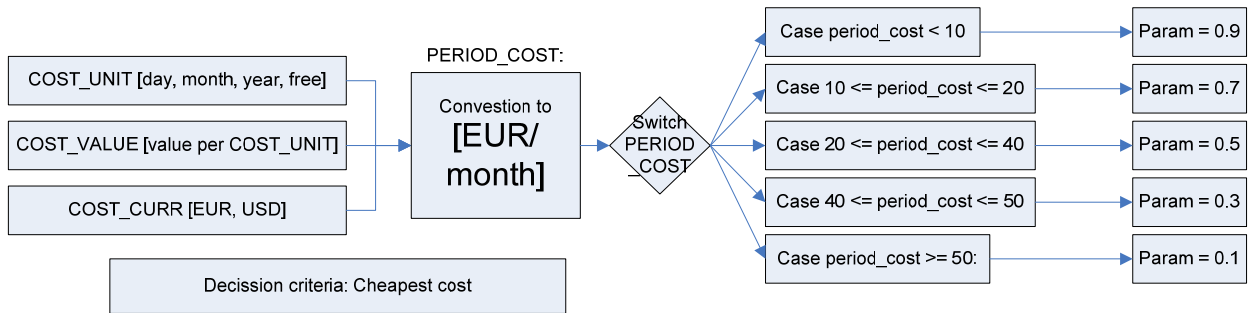 COST_UNIT [day, month, year, free]
COST_VALUE [value per COST_UNIT]
COST_CURR [EUR, USD]
PERIOD_COST:
Convestion to
[EUR/
month]
Switch
PERIOD
_COST
Case period_cost < 10
Param = 0.9
Case 10 <= period_cost <= 20
Param = 0.7
Case 20 <= period_cost <= 40
Param = 0.5
Case 40 <= period_cost <= 50
Param = 0.3
Case period_cost >= 50:
Param = 0.1
Decission criteria: Cheapest cost